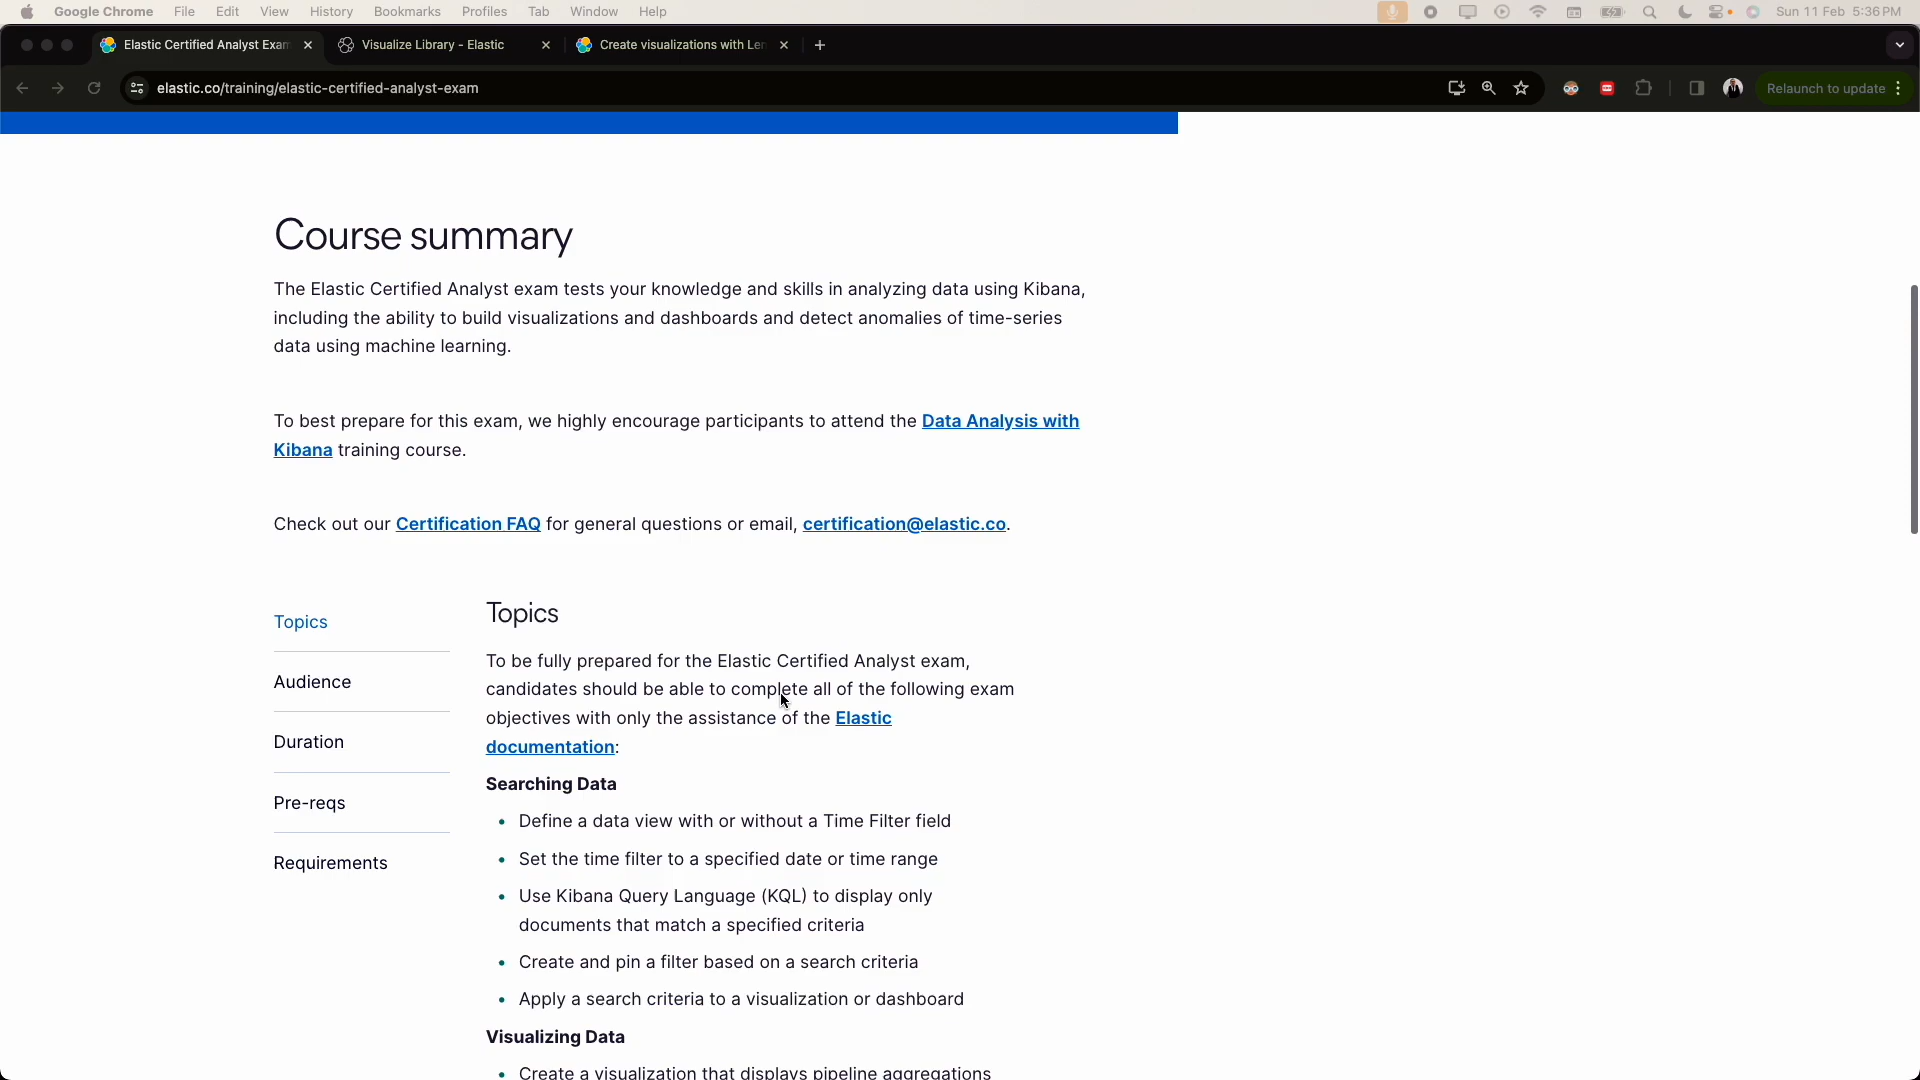 Google Chrome File Edit View History Bookmarks Profiles Tab Window Help Sun 11 Feb 5:36 PM
Elastic Certified Analyst Exam Visualize Library - Elastic Create visualizations with Len
elastic.co/training/elastic-certified-analyst-exam Relaunch to update
Course summary
The Elastic Certified Analyst exam tests your knowledge and skills in analyzing data using Kibana,
including the ability to build visualizations and dashboards and detect anomalies of time-series
data using machine learning.
To best prepare for this exam, we highly encourage participants to attend the Data Analysis with
Kibana training course.
Check out our Certification FAQ for general questions or email, certification@elastic.co.
Topics
Audience
Duration
Pre-reqs
Requirements
Topics
To be fully prepared for the Elastic Certified Analyst exam,
candidates should be able to complete all of the following exam
objectives with only the assistance of the Elastic
documentation:
Searching Data
• Define a data view with or without a Time Filter field
• Set the time filter to a specified date or time range
• Use Kibana Query Language (KQL) to display only
documents that match a specified criteria
• Create and pin a filter based on a search criteria
• Apply a search criteria to a visualization or dashboard
Visualizing Data
• Create a visualization that displays pipeline aggregations